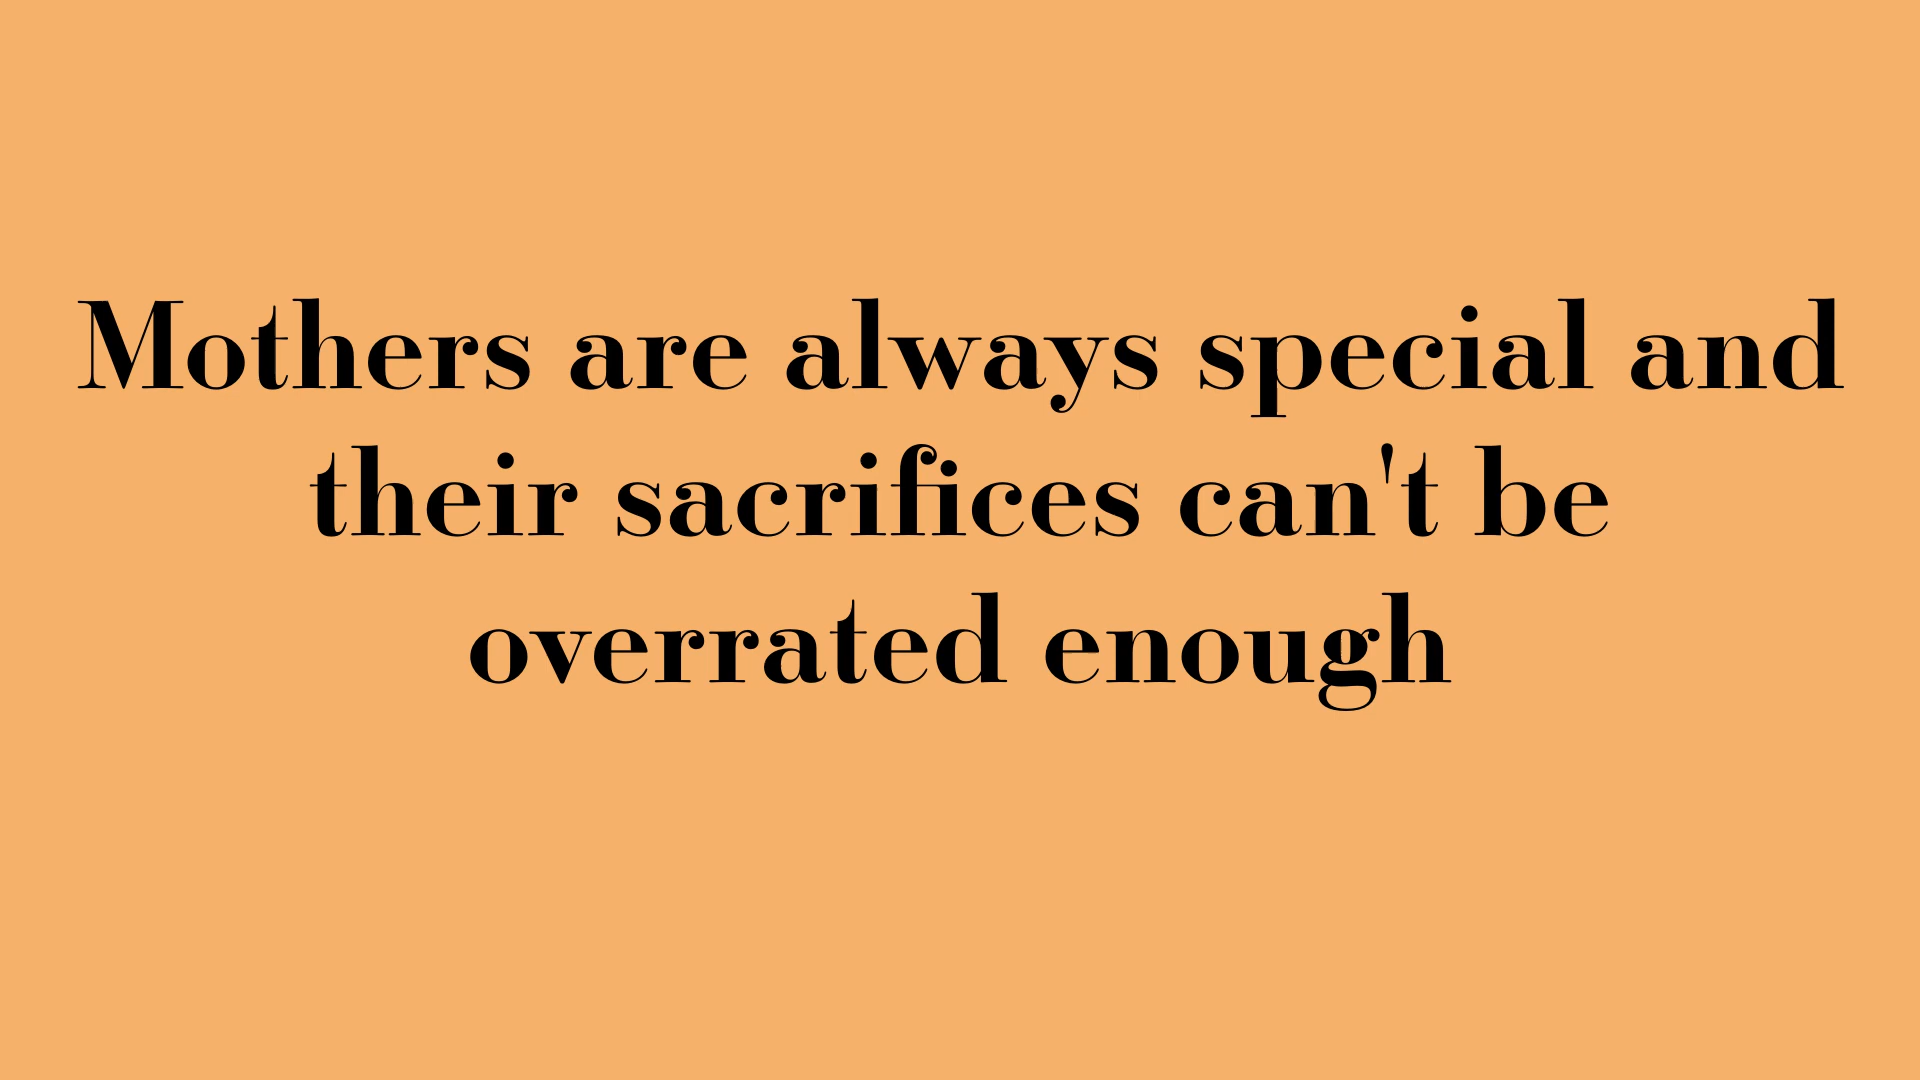 Mothers are always special and
their sacrifices can't be
overrated enough